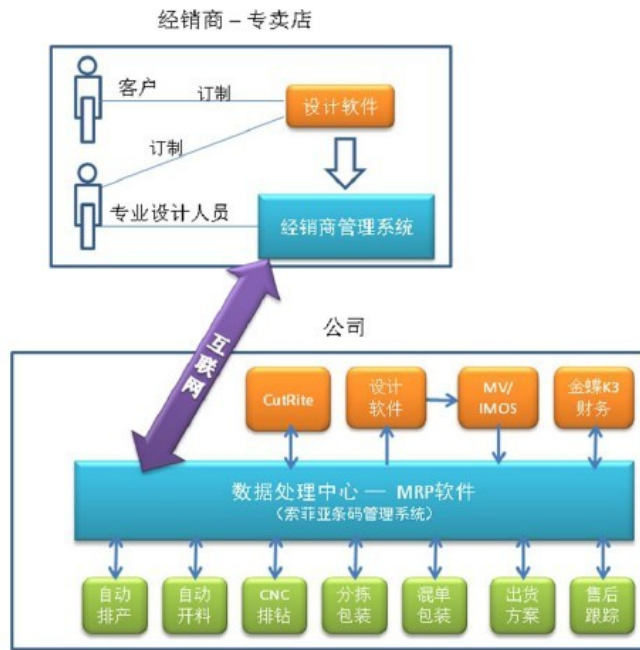 经销商 – 专卖店
客户
订制
设计软件
订制
专业设计人员
经销商管理系统
互联网
公司
CutRite
设计
软件
MV/
IMOS
金蝶K3
财务
数据处理中心 — MRP软件
（索菲亚条码管理系统）
自动
排产
自动
开料
CNC
排钻
分拣
包装
混单
包装
出货
方案
售后
跟踪